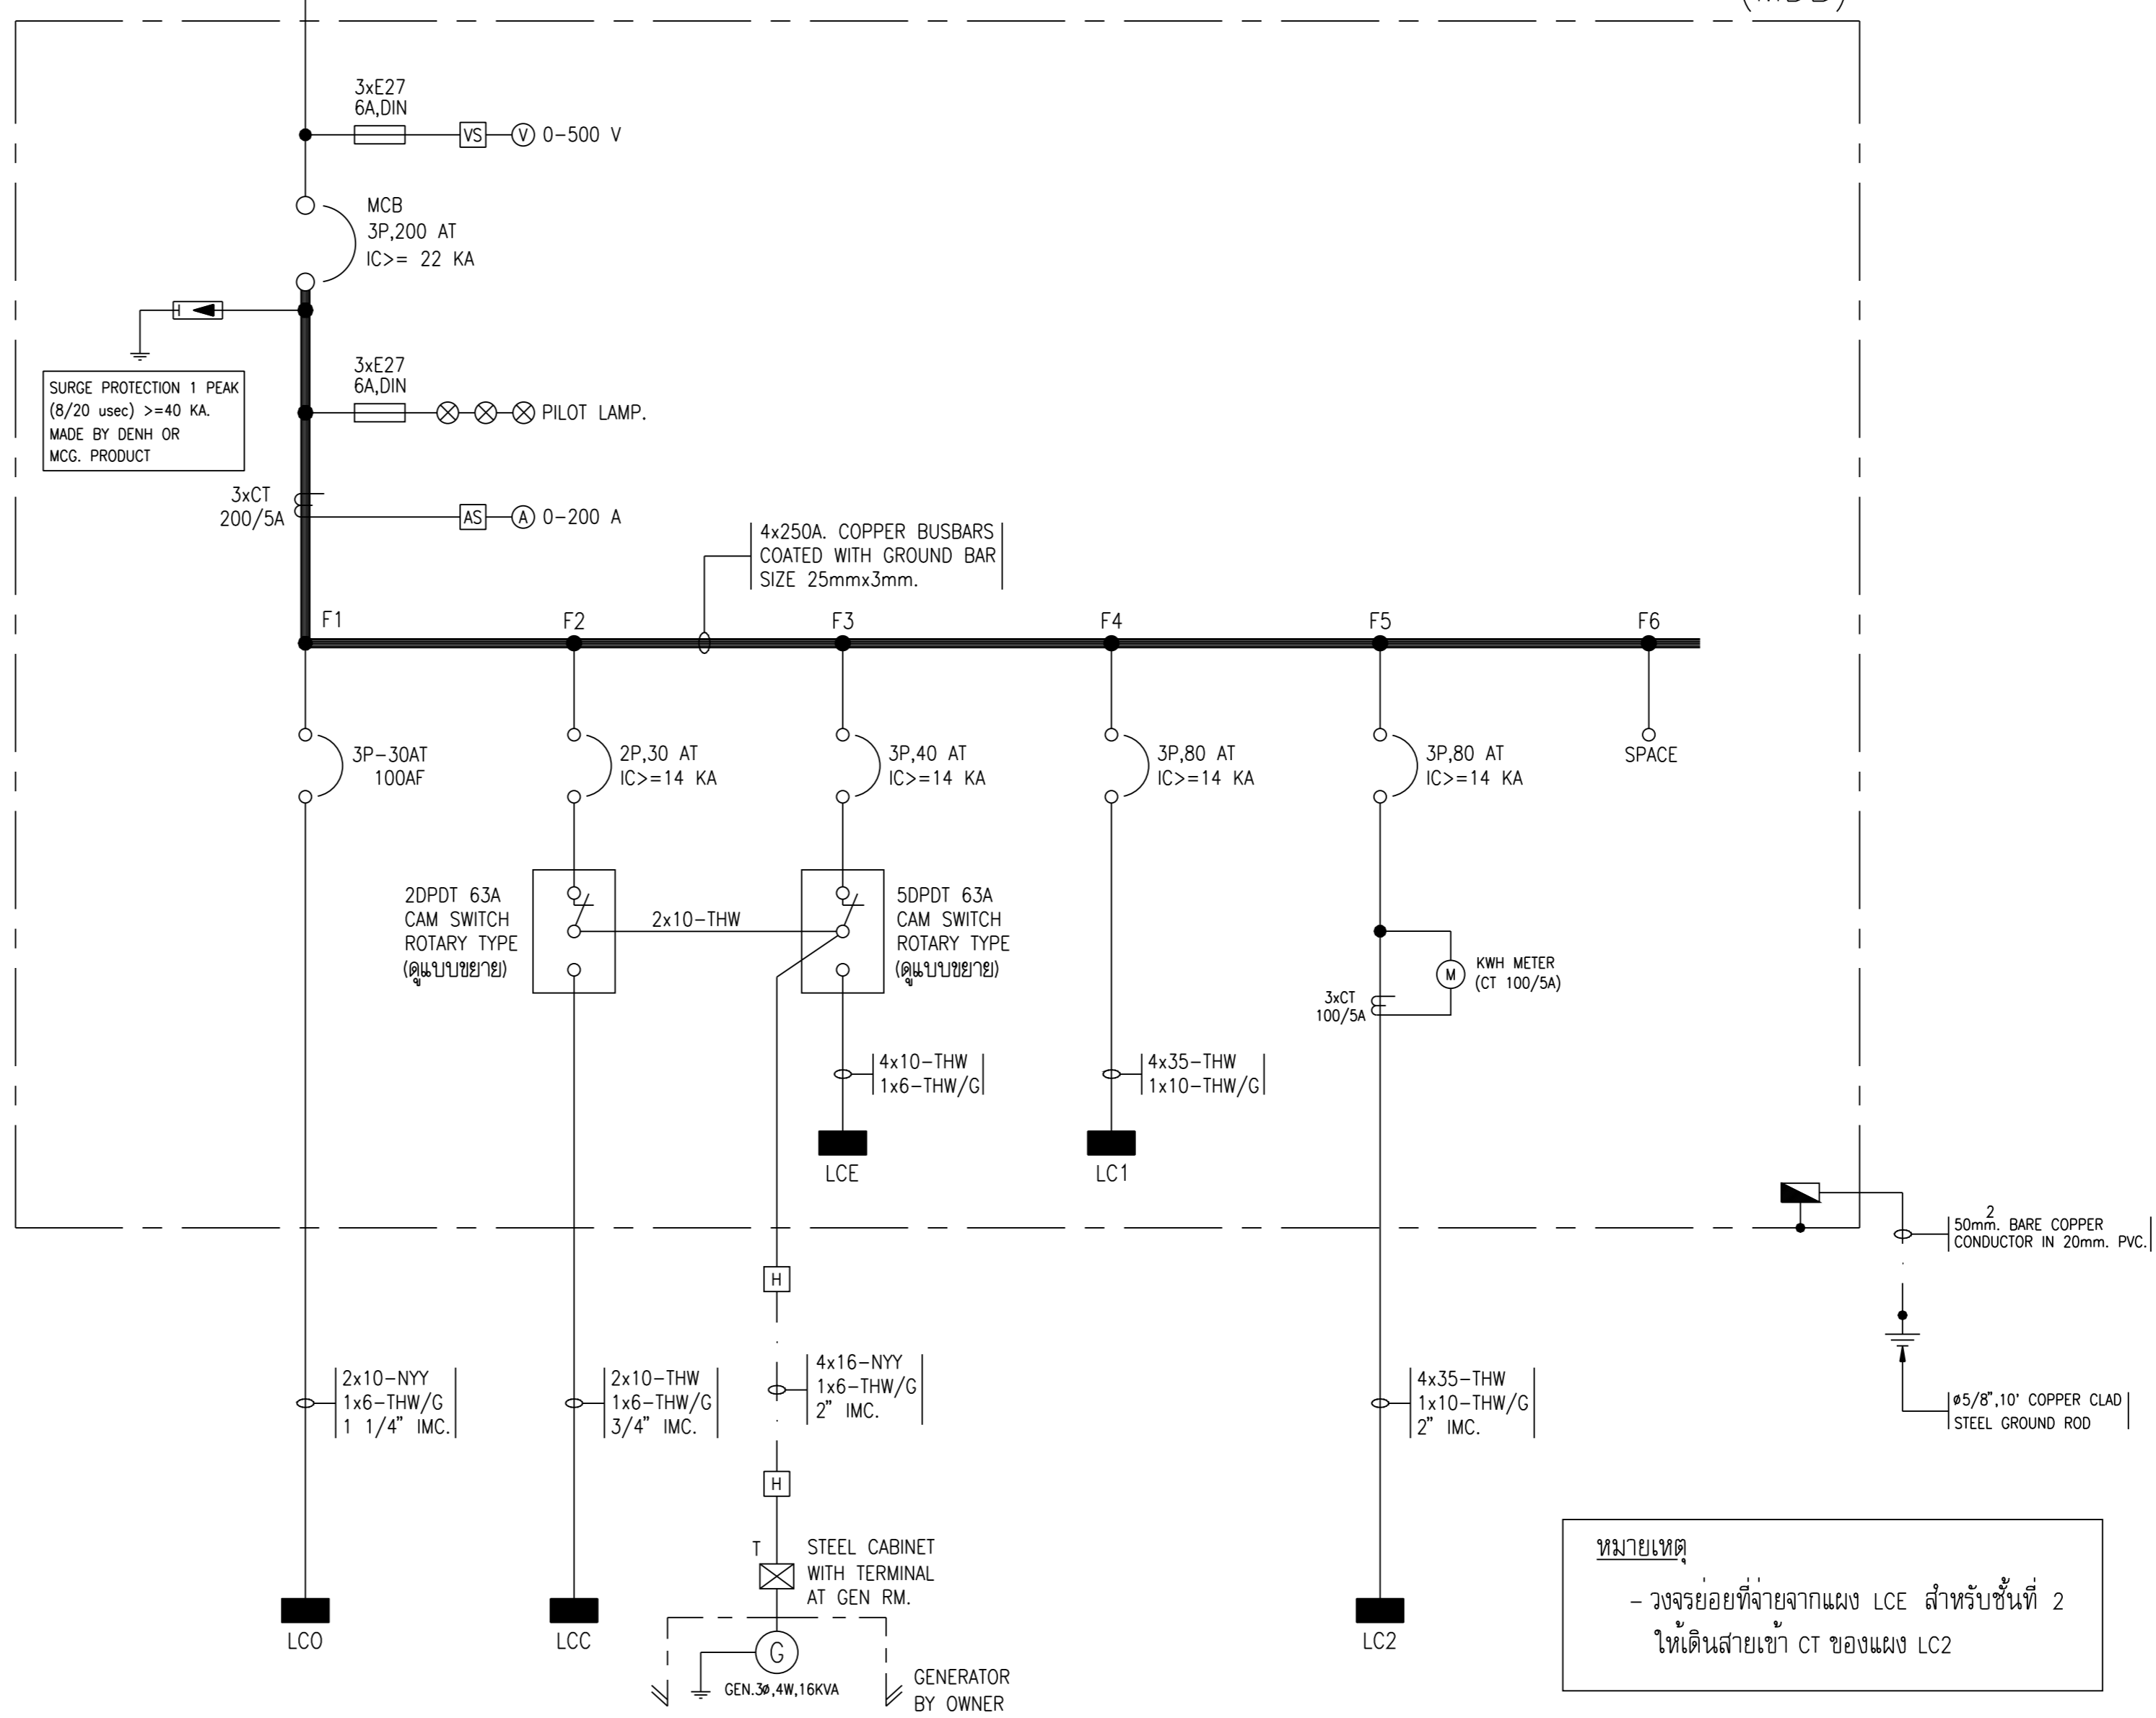 3xE27
6A,DIN
VS
V
0-500 V
MCB
3P,200 AT
IC>= 22 KA
SURGE PROTECTION 1 PEAK
(8/20 usec) >=40 KA.
MADE BY DENH OR
MCG. PRODUCT
3xE27
6A,DIN
PILOT LAMP.
3xCT
200/5A
AS
A
0-200 A
4x250A. COPPER BUSBARS
COATED WITH GROUND BAR
SIZE 25mmx3mm.
F1
F2
F3
F4
F5
F6
3P-30AT
100AF
2P,30 AT
IC>=14 KA
3P,40 AT
IC>=14 KA
3P,80 AT
IC>=14 KA
3P,80 AT
IC>=14 KA
SPACE
2DPDT 63A
CAM SWITCH
ROTARY TYPE
(ดูแบบขยาย)
2x10-THW
5DPDT 63A
CAM SWITCH
ROTARY TYPE
(ดูแบบขยาย)
M
KWH METER
(CT 100/5A)
3xCT
100/5A
4x10-THW
1x6-THW/G
4x35-THW
1x10-THW/G
LCE
LC1
2
50mm. BARE COPPER
CONDUCTOR IN 20mm. PVC.
H
2x10-NYY
1x6-THW/G
1 1/4" IMC.
2x10-THW
1x6-THW/G
3/4" IMC.
4x16-NYY
1x6-THW/G
2" IMC.
4x35-THW
1x10-THW/G
2" IMC.
ø5/8",10' COPPER CLAD
STEEL GROUND ROD
H
T
STEEL CABINET
WITH TERMINAL
AT GEN RM.
LCO
LCC
G
GEN.3ø,4W,16KVA
GENERATOR
BY OWNER
LC2
หมายเหตุ
- วงจรย่อยที่จ่ายจากแผง LCE สำหรับชั้นที่ 2
ให้เดินสายเข้า CT ของแผง LC2